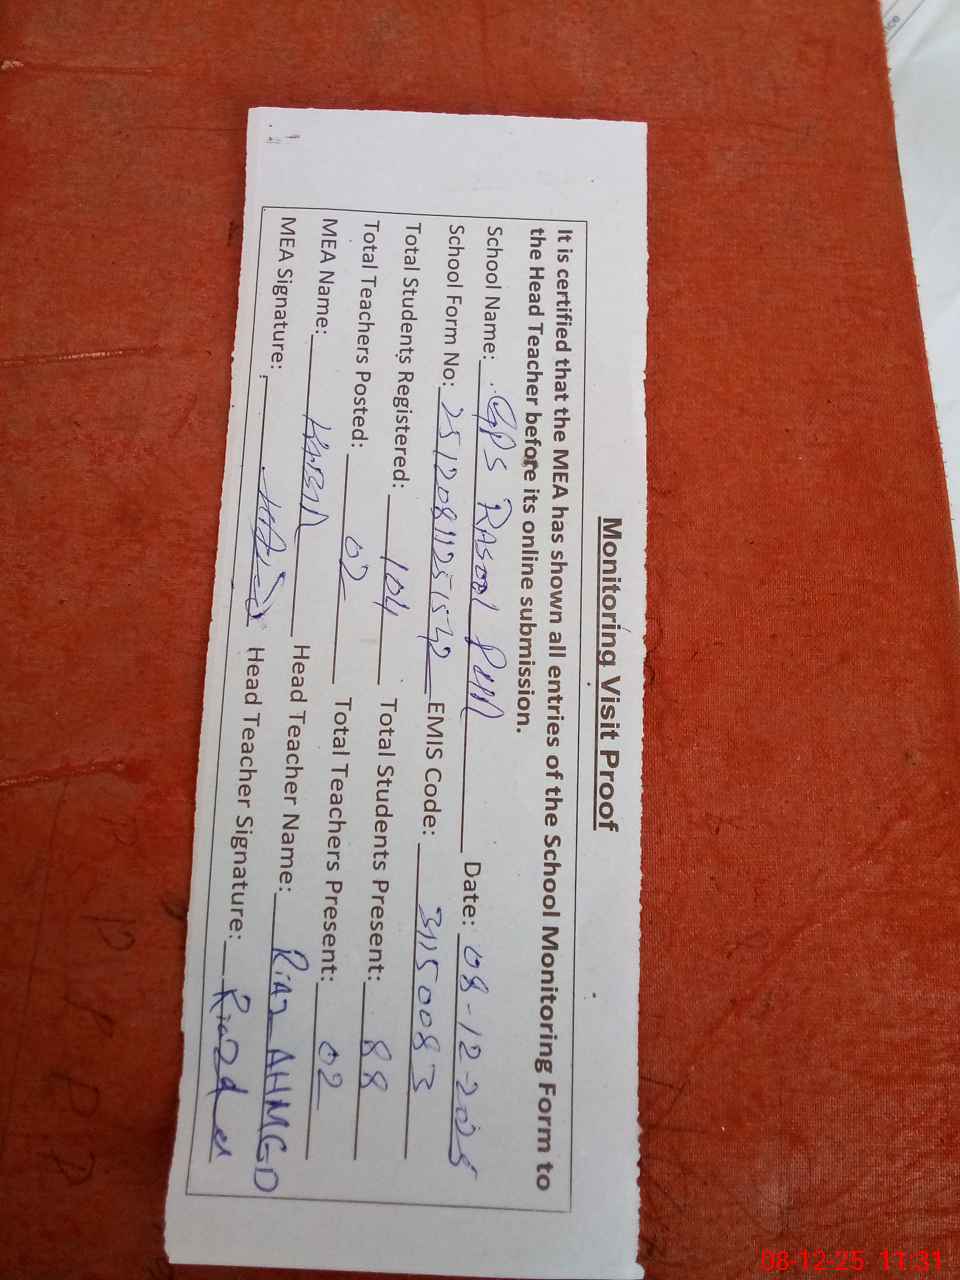 Monitoring Visit Proof
It is certified that the MEA has shown all entries of the School Monitoring Form to
the Head Teacher before its online submission.
School Name: GPS RASOOL PUR Date: 08-12-2025
School Form No: 251208112515 EMIS Code: 31150083
Total Students Registered: 104 Total Students Present: 88
Total Teachers Posted: 02 Total Teachers Present: 02
MEA Name: Head Teacher Name: RIAZ AHMED
MEA Signature: Head Teacher Signature:
08-12-25 11:31